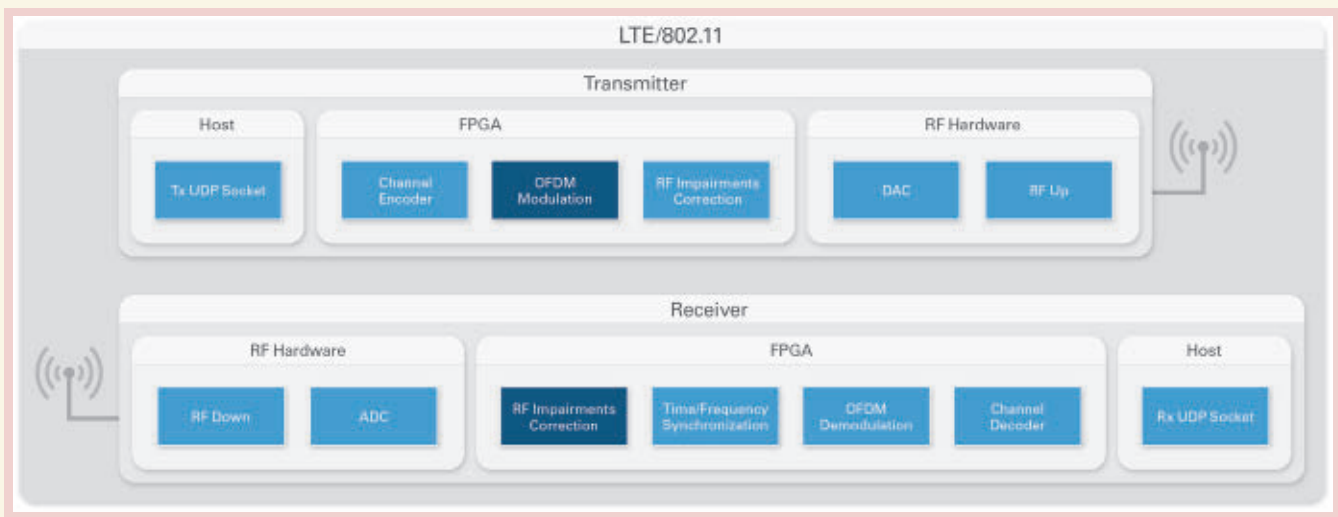 LTE/802.11
Transmitter
Host
FPGA
RF Hardware
Tx UDP Socket
Channel
Encoder
OFDM
Modulation
RF Impairments
Correction
DAC
RF Up
Receiver
RF Hardware
FPGA
Host
RF Down
ADC
RF Impairments
Correction
Time/Frequency
Synchronization
OFDM
Demodulation
Channel
Decoder
Rx UDP Socket